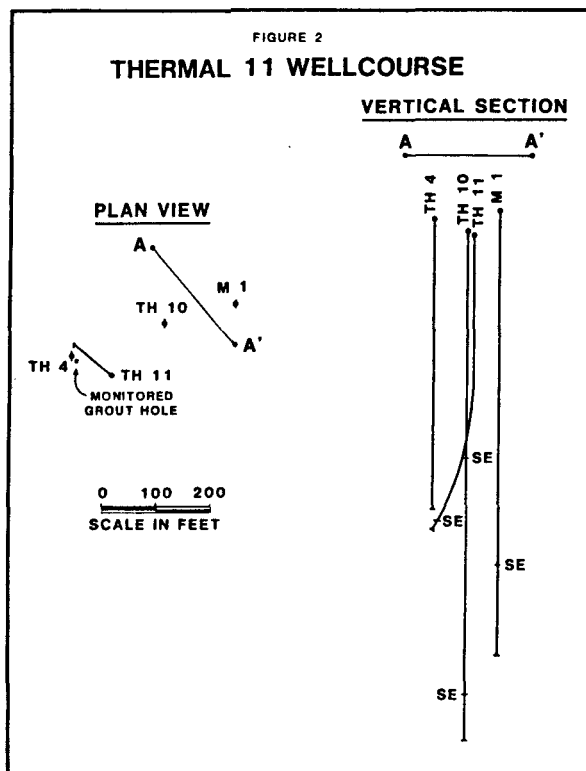 FIGURE 2
THERMAL 11 WELLCOURSE
VERTICAL SECTION
A A'
TH 4
TH 10
TH 11
M 1
PLAN VIEW
A
M 1
TH 10
A'
TH 4
TH 11
MONITORED
GROUT HOLE
0 100 200
SCALE IN FEET
SE
SE
SE
SE